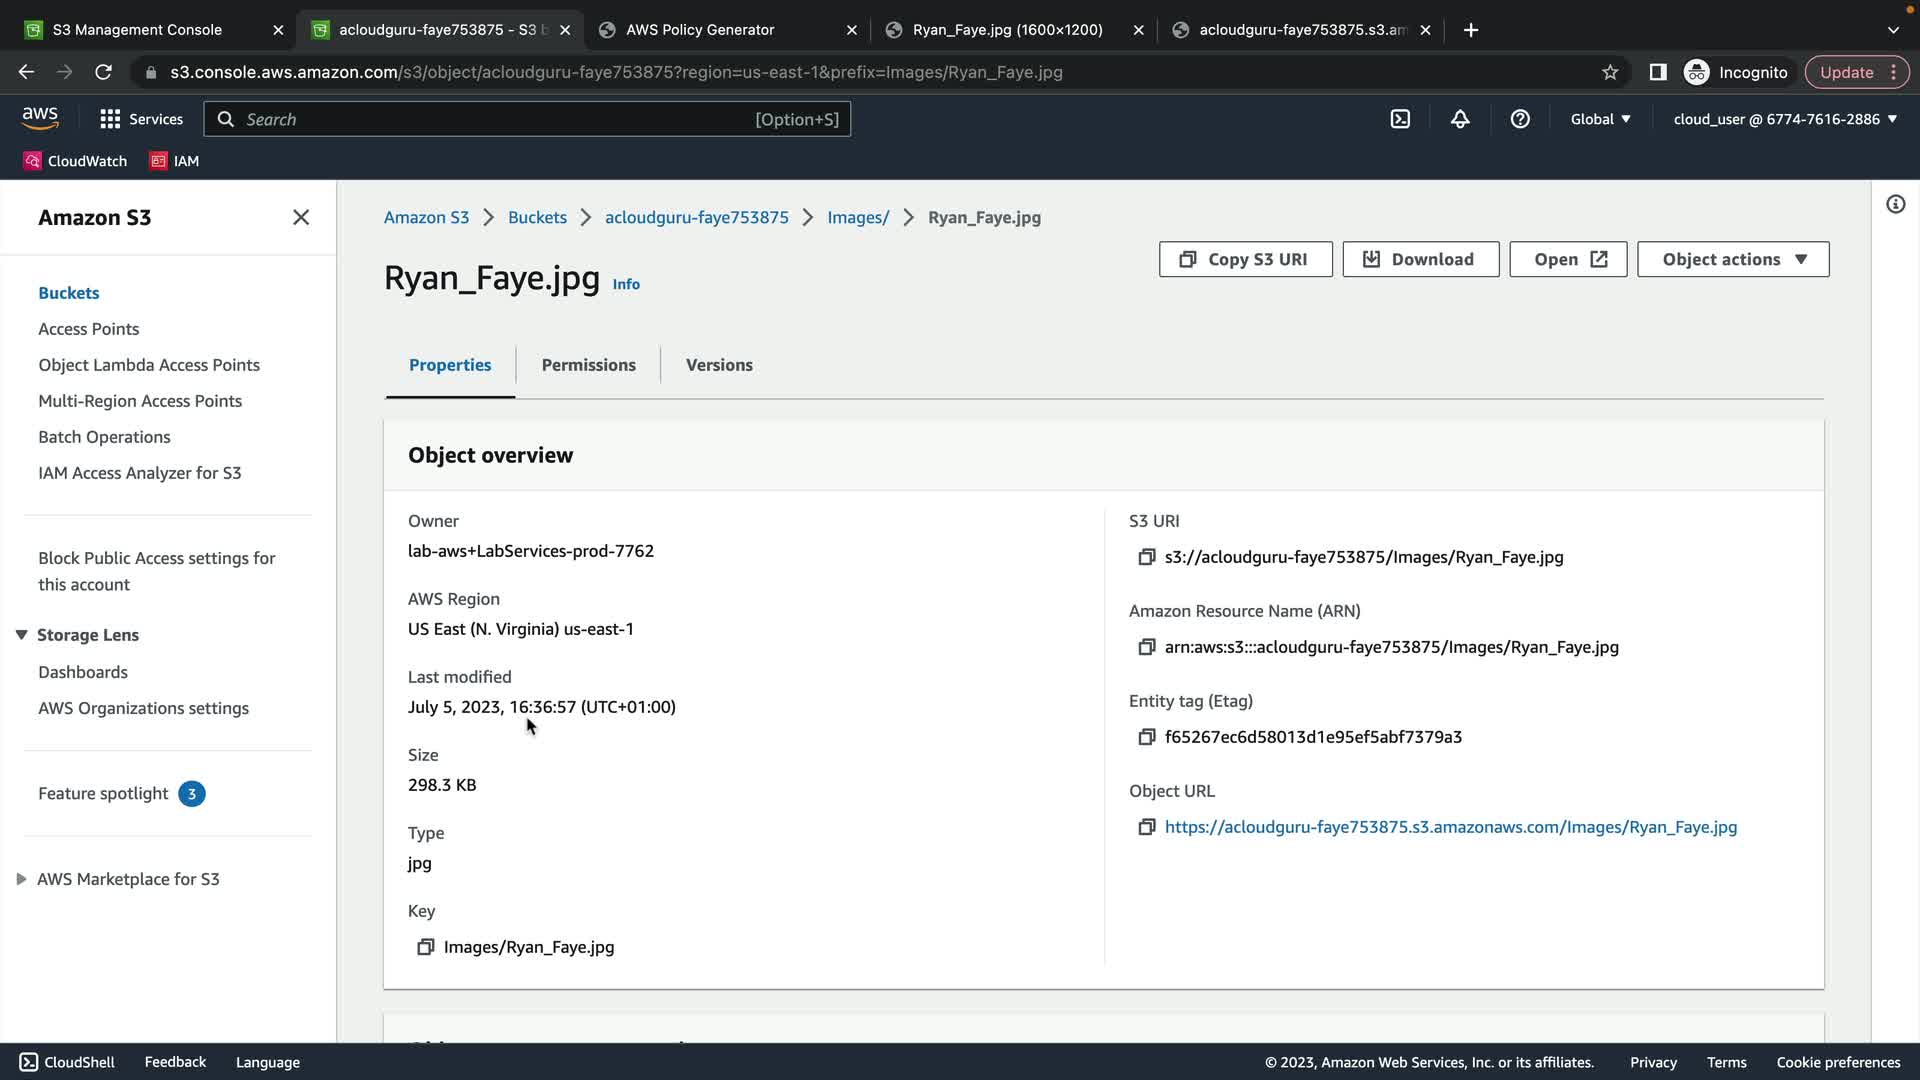 S3 Management Console
acloudguru-faye753875 - S3 b
AWS Policy Generator
Ryan_Faye.jpg (1600×1200)
acloudguru-faye753875.s3.am
s3.console.aws.amazon.com/s3/object/acloudguru-faye753875?region=us-east-1&prefix=Images/Ryan_Faye.jpg
Incognito
Update
aws
Services
Search
[Option+S]
Global
cloud_user @ 6774-7616-2886
CloudWatch
IAM
Amazon S3
Buckets
Access Points
Object Lambda Access Points
Multi-Region Access Points
Batch Operations
IAM Access Analyzer for S3
Block Public Access settings for
this account
Storage Lens
Dashboards
AWS Organizations settings
Feature spotlight 3
AWS Marketplace for S3
Amazon S3 > Buckets > acloudguru-faye753875 > Images/ > Ryan_Faye.jpg
Ryan_Faye.jpg Info
Copy S3 URI
Download
Open
Object actions
Properties
Permissions
Versions
Object overview
Owner
lab-aws+LabServices-prod-7762
AWS Region
US East (N. Virginia) us-east-1
Last modified
July 5, 2023, 16:36:57 (UTC+01:00)
Size
298.3 KB
Type
jpg
Key
Images/Ryan_Faye.jpg
S3 URI
s3://acloudguru-faye753875/Images/Ryan_Faye.jpg
Amazon Resource Name (ARN)
arn:aws:s3:::acloudguru-faye753875/Images/Ryan_Faye.jpg
Entity tag (Etag)
f65267ec6d58013d1e95ef5abf7379a3
Object URL
https://acloudguru-faye753875.s3.amazonaws.com/Images/Ryan_Faye.jpg
CloudShell
Feedback
Language
© 2023, Amazon Web Services, Inc. or its affiliates.
Privacy
Terms
Cookie preferences